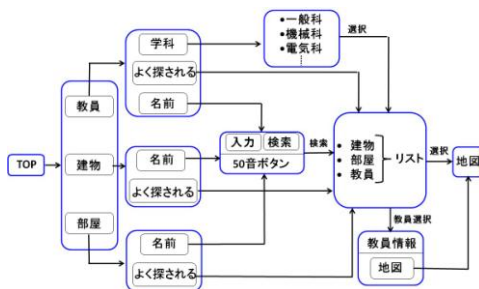 学科
よく探される
名前
・一般科
・機械科
・電気科
⋮
選択
TOP
教員
建物
部屋
名前
よく探される
入力
検索
50音ボタン
検索
・ 建物
・ 部屋
・ 教員
リスト
選択
地図
名前
よく探される
教員選択
教員情報
地図